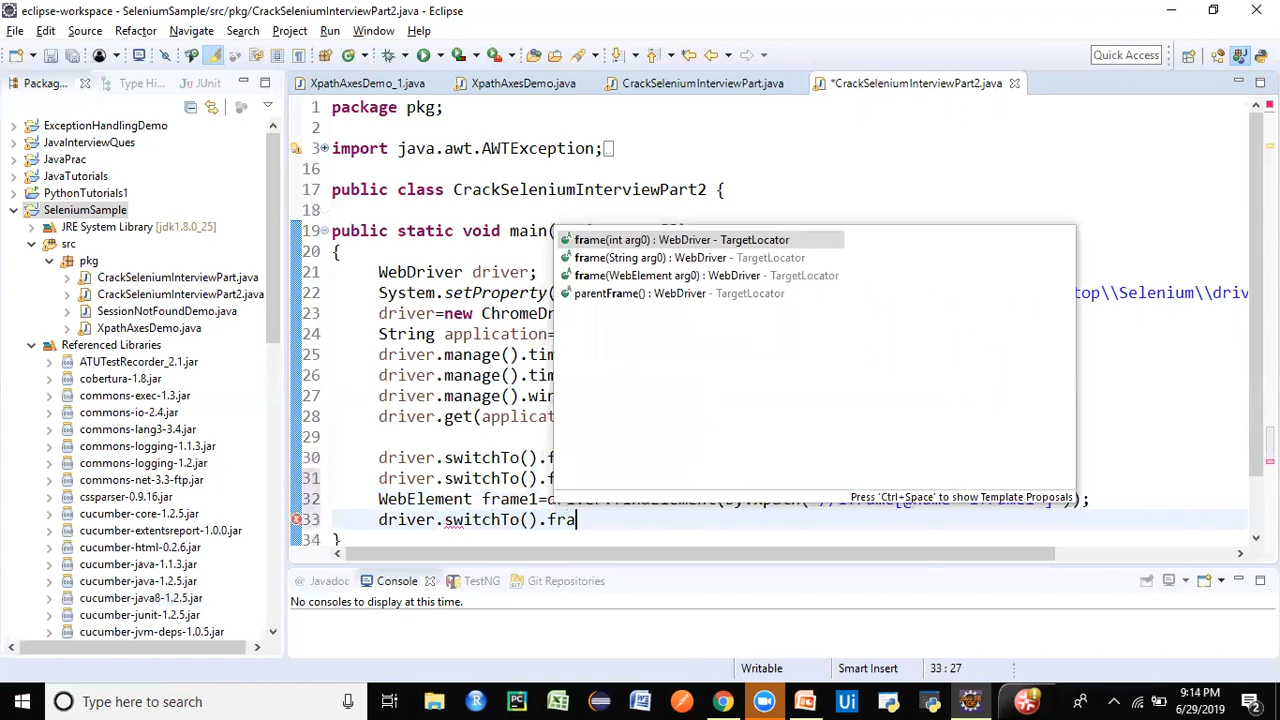 eclipse-workspace - SeleniumSample/src/pkg/CrackSeleniumInterviewPart2.java - Eclipse
File Edit Source Refactor Navigate Search Project Run Window Help
Quick Access
Packag... Type Hi... JUnit
XpathAxesDemo_1.java XpathAxesDemo.java CrackSeleniumInterviewPart.java *CrackSeleniumInterviewPart2.java
ExceptionHandlingDemo
JavaInterviewQues
JavaPrac
JavaTutorials
PythonTutorials1
SeleniumSample
JRE System Library [jdk1.8.0_25]
src
pkg
CrackSeleniumInterviewPart.java
CrackSeleniumInterviewPart2.java
SessionNotFoundDemo.java
XpathAxesDemo.java
Referenced Libraries
ATUTestRecorder_2.1.jar
cobertura-1.8.jar
commons-exec-1.3.jar
commons-io-2.4.jar
commons-lang3-3.4.jar
commons-logging-1.1.3.jar
commons-logging-1.2.jar
commons-net-3.3-ftp.jar
cssparser-0.9.16.jar
cucumber-core-1.2.5.jar
cucumber-extentsreport-1.0.0.jar
cucumber-html-0.2.6.jar
cucumber-java-1.1.3.jar
cucumber-java-1.2.5.jar
cucumber-java8-1.2.5.jar
cucumber-junit-1.2.5.jar
cucumber-jvm-deps-1.0.5.jar
1 package pkg;
2
3 import java.awt.AWTException;
16
17 public class CrackSeleniumInterviewPart2 {
18
19 public static void main(
20 {
21 WebDriver driver;
22 System.setProperty( top\\Selenium\\driv
23 driver=new ChromeDr
24 String application=
25 driver.manage().tim
26 driver.manage().tim
27 driver.manage().win
28 driver.get(applicat
29
30 driver.switchTo().f
31 driver.switchTo().f
32 WebElement frame1=
33 driver.switchTo().fra
34 }
frame(int arg0) : WebDriver - TargetLocator
frame(String arg0) : WebDriver - TargetLocator
frame(WebElement arg0) : WebDriver - TargetLocator
parentFrame() : WebDriver - TargetLocator
Press 'Ctrl+Space' to show Template Proposals
Javadoc Console TestNG Git Repositories
No consoles to display at this time.
Writable Smart Insert 33 : 27
Type here to search
9:14 PM
6/29/2019
2